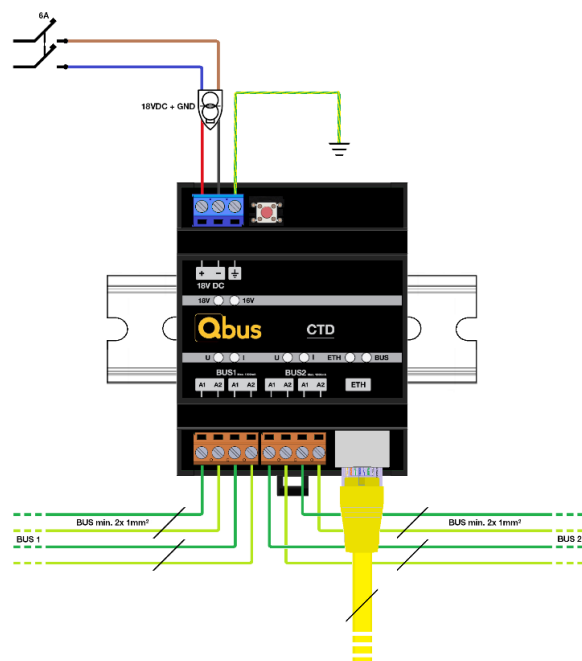 6A
18VDC + GND
+ -
18V DC
18V 16V
Qbus CTD
U I U I ETH BUS
BUS1 BUS2
A1 A2 A1 A2 A1 A2 A1 A2 ETH
BUS min. 2x 1mm² BUS min. 2x 1mm²
BUS 1 BUS 2